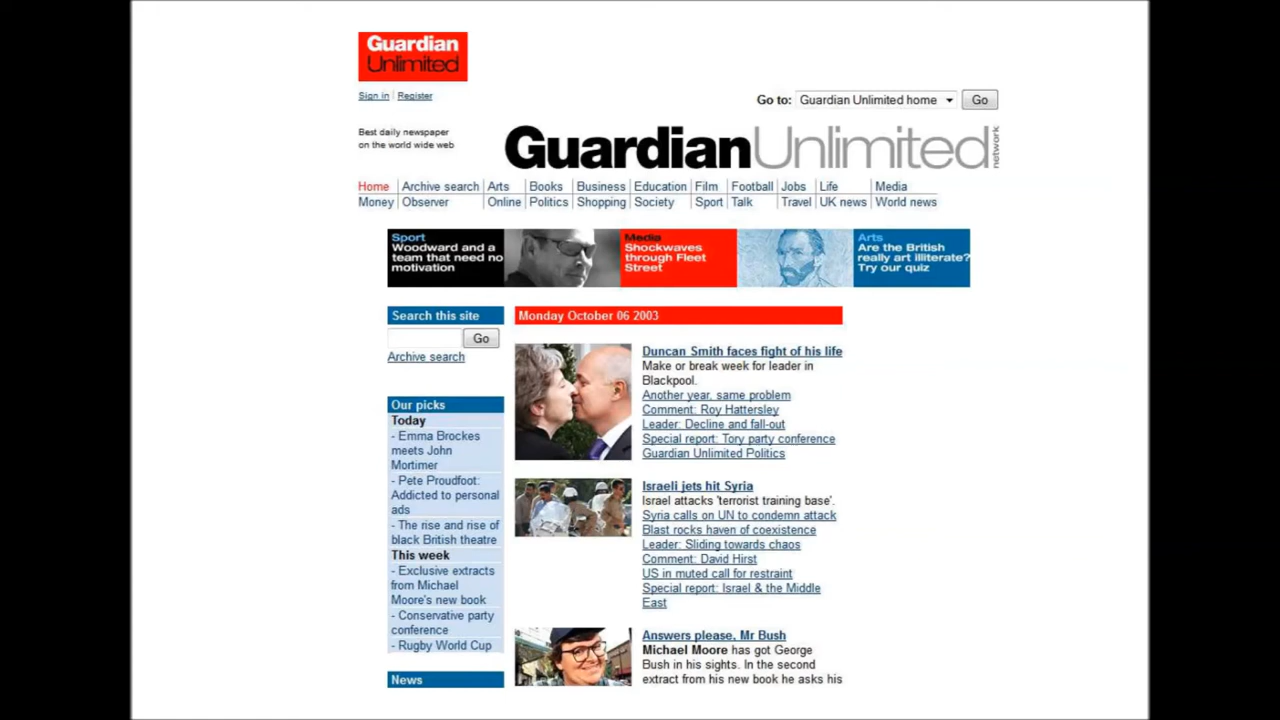 Guardian
Unlimited
Sign in Register
Go to: Guardian Unlimited home Go
Best daily newspaper
on the world wide web
GuardianUnlimited network
Home Archive search Arts Books Business Education Film Football Jobs Life Media
Money Observer Online Politics Shopping Society Sport Talk Travel UK news World news
Sport
Woodward and a
team that need no
motivation
Media
Shockwaves
through Fleet
Street
Arts
Are the British
really art illiterate?
Try our quiz
Search this site
Go
Archive search
Our picks
Today
- Emma Brockes
meets John
Mortimer
- Pete Proudfoot:
Addicted to personal
ads
- The rise and rise of
black British theatre
This week
- Exclusive extracts
from Michael
Moore's new book
- Conservative party
conference
- Rugby World Cup
News
Monday October 06 2003
Duncan Smith faces fight of his life
Make or break week for leader in
Blackpool.
Another year, same problem
Comment: Roy Hattersley
Leader: Decline and fall-out
Special report: Tory party conference
Guardian Unlimited Politics
Israeli jets hit Syria
Israel attacks 'terrorist training base'.
Syria calls on UN to condemn attack
Blast rocks haven of coexistence
Leader: Sliding towards chaos
Comment: David Hirst
US in muted call for restraint
Special report: Israel & the Middle
East
Answers please, Mr Bush
Michael Moore has got George
Bush in his sights. In the second
extract from his new book he asks his